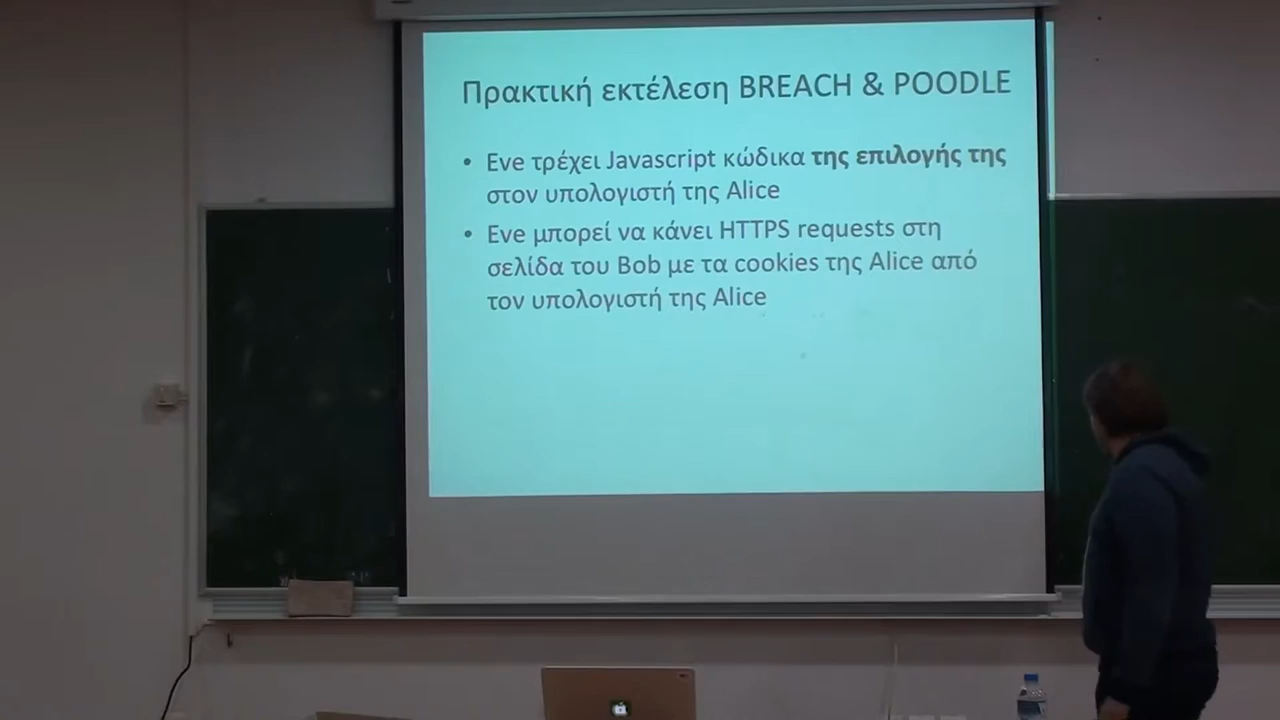 Πρακτική εκτέλεση BREACH & POODLE
• Eve τρέχει Javascript κώδικα της επιλογής της
στον υπολογιστή της Alice
• Eve μπορεί να κάνει HTTPS requests στη
σελίδα του Bob με τα cookies της Alice από
τον υπολογιστή της Alice